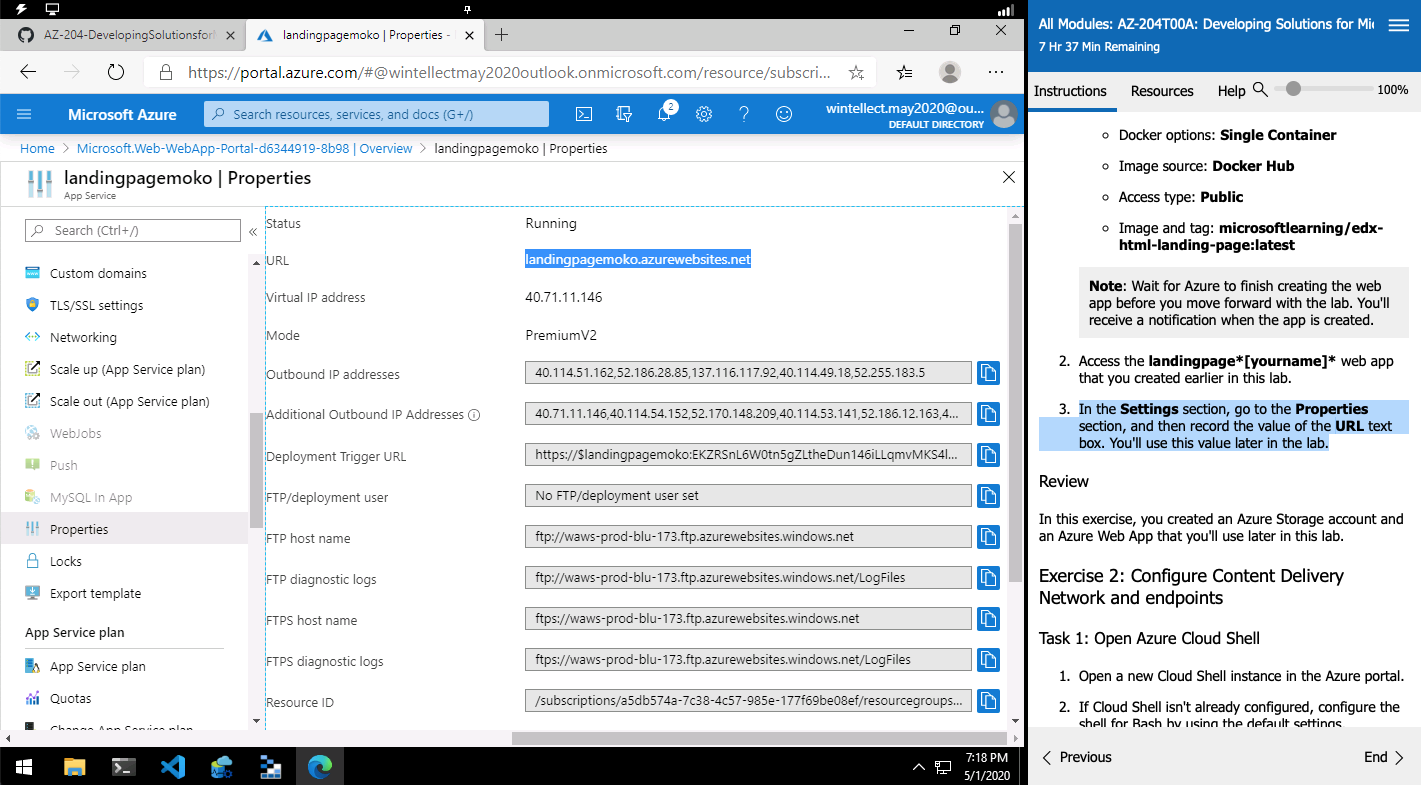 AZ-204-DevelopingSolutionsforM
landingpagemoko | Properties -
https://portal.azure.com/#@wintellectmay2020outlook.onmicrosoft.com/resource/subscri...
Microsoft Azure
Search resources, services, and docs (G+/)
2
wintellect.may2020@ou...
DEFAULT DIRECTORY
Home > Microsoft.Web-WebApp-Portal-d6344919-8b98 | Overview > landingpagemoko | Properties
landingpagemoko | Properties
App Service
Search (Ctrl+/)
Custom domains
TLS/SSL settings
Networking
Scale up (App Service plan)
Scale out (App Service plan)
WebJobs
Push
MySQL In App
Properties
Locks
Export template
App Service plan
App Service plan
Quotas
Change App Service plan
Status Running
URL landingpagemoko.azurewebsites.net
Virtual IP address 40.71.11.146
Mode PremiumV2
Outbound IP addresses 40.114.51.162,52.186.28.85,137.116.117.92,40.114.49.18,52.255.183.5
Additional Outbound IP Addresses 40.71.11.146,40.114.54.152,52.170.148.209,40.114.53.141,52.186.12.163,4...
Deployment Trigger URL https://$landingpagemoko:EKZRSnL6W0tn5gZLtheDun146iLLqmvMKS4l...
FTP/deployment user No FTP/deployment user set
FTP host name ftp://waws-prod-blu-173.ftp.azurewebsites.windows.net
FTP diagnostic logs ftp://waws-prod-blu-173.ftp.azurewebsites.windows.net/LogFiles
FTPS host name ftps://waws-prod-blu-173.ftp.azurewebsites.windows.net
FTPS diagnostic logs ftps://waws-prod-blu-173.ftp.azurewebsites.windows.net/LogFiles
Resource ID /subscriptions/a5db574a-7c38-4c57-985e-177f69be08ef/resourcegroups...
7:18 PM
5/1/2020
All Modules: AZ-204T00A: Developing Solutions for Mi
7 Hr 37 Min Remaining
Instructions Resources Help 100%
Docker options: Single Container
Image source: Docker Hub
Access type: Public
Image and tag: microsoftlearning/edx-
html-landing-page:latest
Note: Wait for Azure to finish creating the web
app before you move forward with the lab. You'll
receive a notification when the app is created.
2. Access the landingpage*[yourname]* web app
that you created earlier in this lab.
3. In the Settings section, go to the Properties
section, and then record the value of the URL text
box. You'll use this value later in the lab.
Review
In this exercise, you created an Azure Storage account and
an Azure Web App that you'll use later in this lab.
Exercise 2: Configure Content Delivery
Network and endpoints
Task 1: Open Azure Cloud Shell
1. Open a new Cloud Shell instance in the Azure portal.
2. If Cloud Shell isn't already configured, configure the
shell for Bash by using the default settings
Previous End